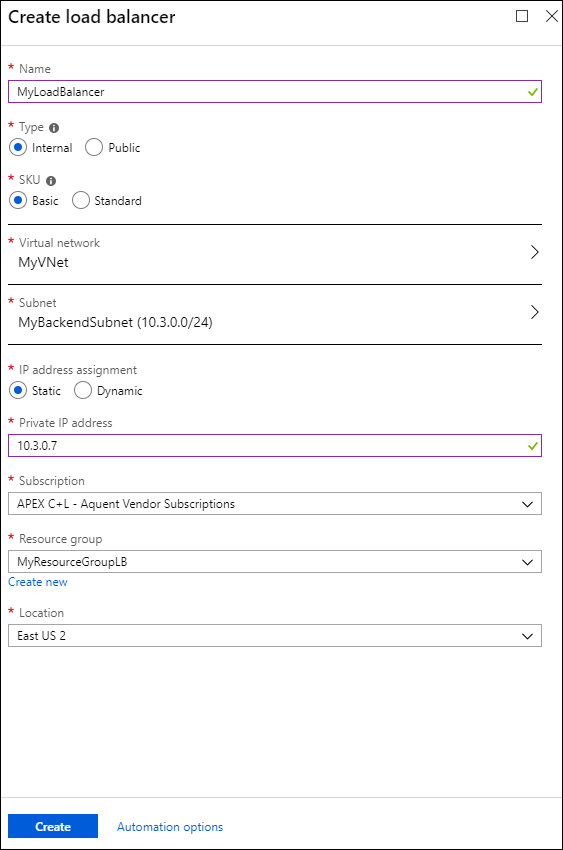 Create load balancer
* Name
MyLoadBalancer
* Type
Internal Public
* SKU
Basic Standard
* Virtual network
MyVNet
* Subnet
MyBackendSubnet (10.3.0.0/24)
* IP address assignment
Static Dynamic
* Private IP address
10.3.0.7
* Subscription
APEX C+L - Aquent Vendor Subscriptions
* Resource group
MyResourceGroupLB
Create new
* Location
East US 2
Create Automation options